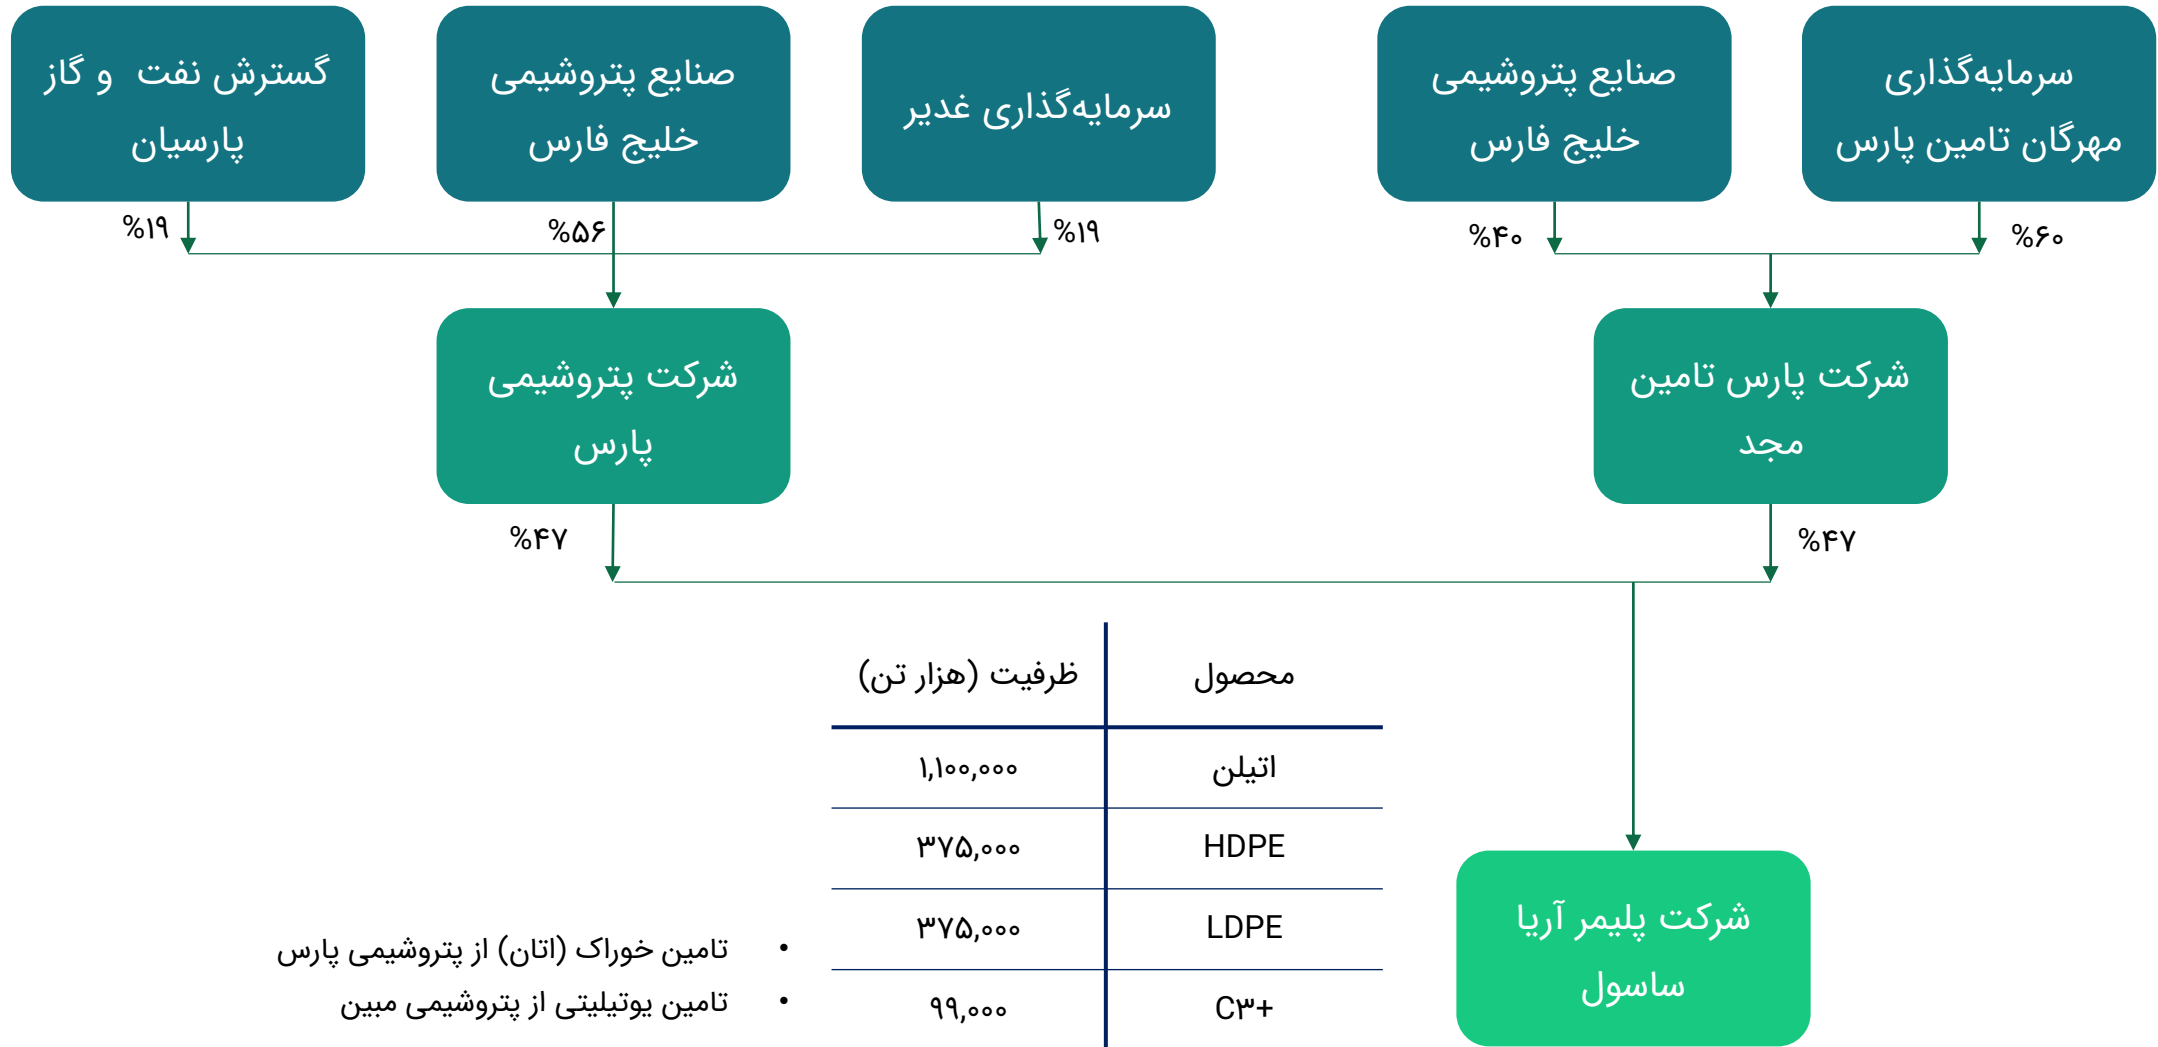 سرمایه‌گذاری
مهرگان تامین پارس
صنایع پتروشیمی
خلیج فارس
سرمایه‌گذاری غدیر
صنایع پتروشیمی
خلیج فارس
گسترش نفت و گاز
پارسیان
%۶۰
%۴۰
%۱۹
%۵۶
%۱۹
شرکت پارس تامین
مجد
شرکت پتروشیمی
پارس
%۴۷
%۴۷
محصول ظرفیت (هزار تن)
اتیلن ۱,۱۰۰,۰۰۰
HDPE ۳۷۵,۰۰۰
LDPE ۳۷۵,۰۰۰
C۳+ ۹۹,۰۰۰
شرکت پلیمر آریا
ساسول
• تامین خوراک (اتان) از پتروشیمی پارس
• تامین یوتیلیتی از پتروشیمی مبین